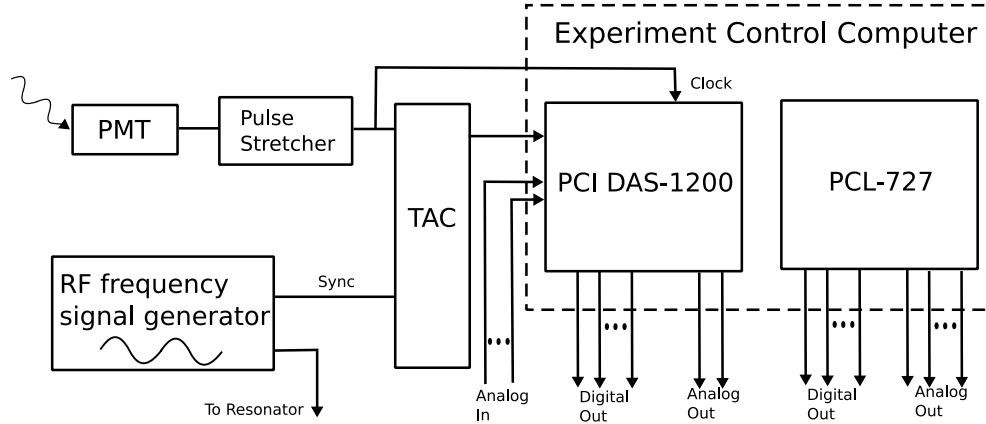 Experiment Control Computer
Clock
PMT
Pulse
Stretcher
TAC
PCI DAS-1200
PCL-727
RF frequency
signal generator
Sync
To Resonator
Analog
In
Digital
Out
Analog
Out
Digital
Out
Analog
Out